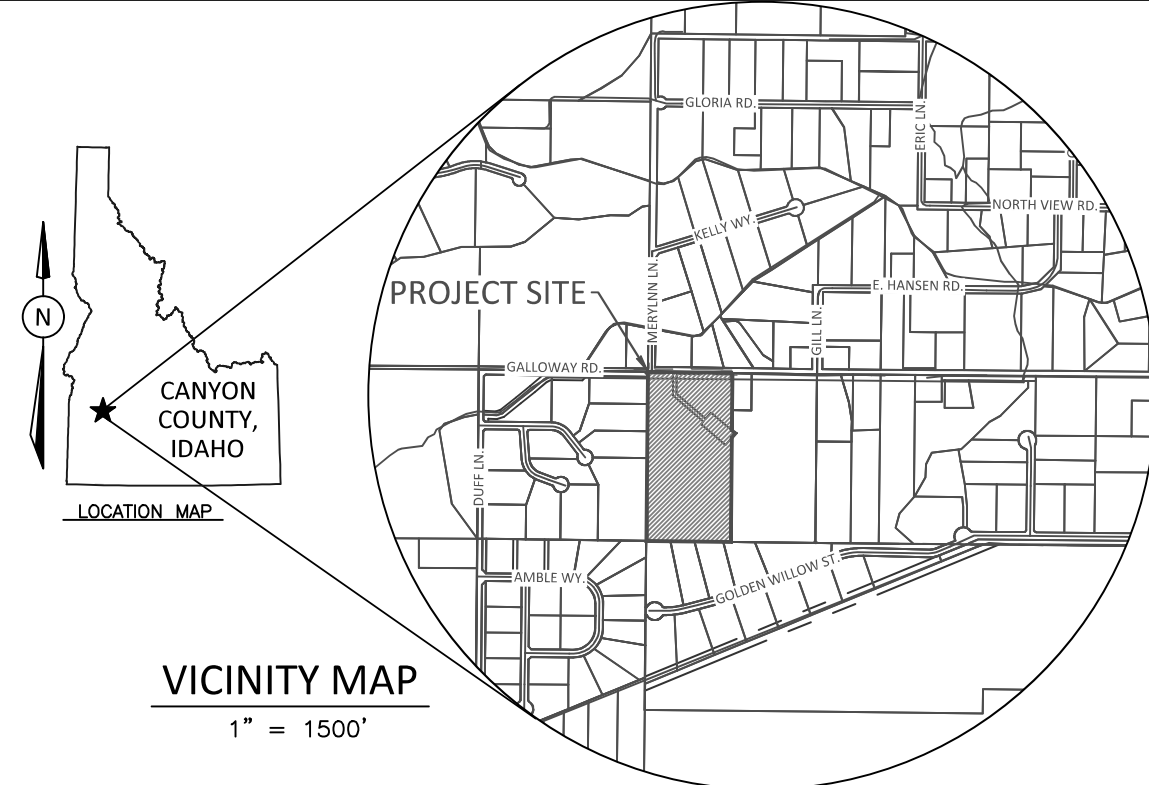 GLORIA RD.
ERIC LN.
NORTH VIEW RD.
KELLY WY.
MERYLNN LN.
E. HANSEN RD.
PROJECT SITE
GILL LN.
GALLOWAY RD.
N
CANYON
COUNTY,
IDAHO
DUFF LN.
LOCATION MAP
AMBLE WY.
GOLDEN WILLOW ST.
VICINITY MAP
1" = 1500'